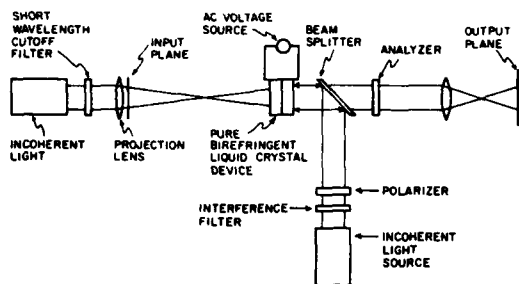 SHORT
WAVELENGTH
CUTOFF
FILTER
INPUT
PLANE
AC VOLTAGE
SOURCE
BEAM
SPLITTER
ANALYZER
OUTPUT
PLANE
INCOHERENT
LIGHT
PROJECTION
LENS
PURE
BIREFRINGENT
LIQUID CRYSTAL
DEVICE
POLARIZER
INTERFERENCE
FILTER
INCOHERENT
LIGHT
SOURCE